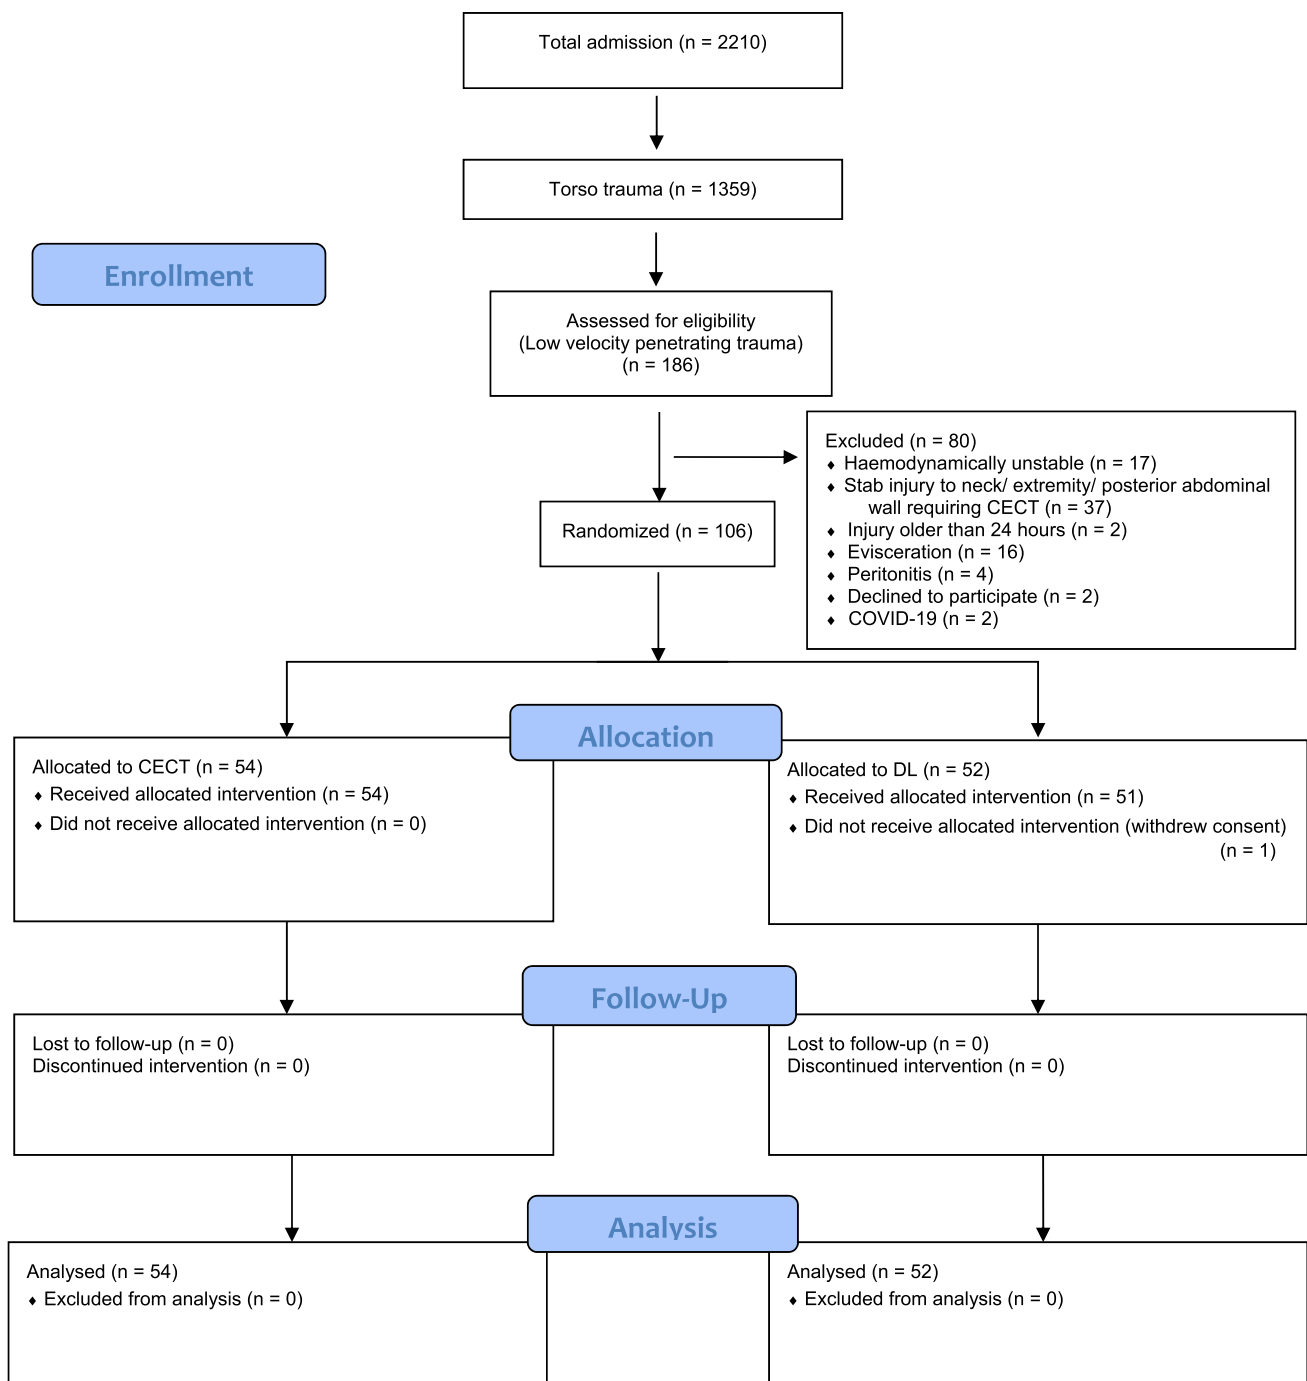 Total admission (n = 2210)
Torso trauma (n = 1359)
Enrollment
Assessed for eligibility
(Low velocity penetrating trauma)
(n = 186)
Excluded (n = 80)
♦ Haemodynamically unstable (n = 17)
♦ Stab injury to neck/ extremity/ posterior abdominal
wall requiring CECT (n = 37)
♦ Injury older than 24 hours (n = 2)
♦ Evisceration (n = 16)
♦ Peritonitis (n = 4)
♦ Declined to participate (n = 2)
♦ COVID-19 (n = 2)
Randomized (n = 106)
Allocation
Allocated to CECT (n = 54)
♦ Received allocated intervention (n = 54)
♦ Did not receive allocated intervention (n = 0)
Allocated to DL (n = 52)
♦ Received allocated intervention (n = 51)
♦ Did not receive allocated intervention (withdrew consent)
(n = 1)
Follow-Up
Lost to follow-up (n = 0)
Discontinued intervention (n = 0)
Lost to follow-up (n = 0)
Discontinued intervention (n = 0)
Analysis
Analysed (n = 54)
♦ Excluded from analysis (n = 0)
Analysed (n = 52)
♦ Excluded from analysis (n = 0)